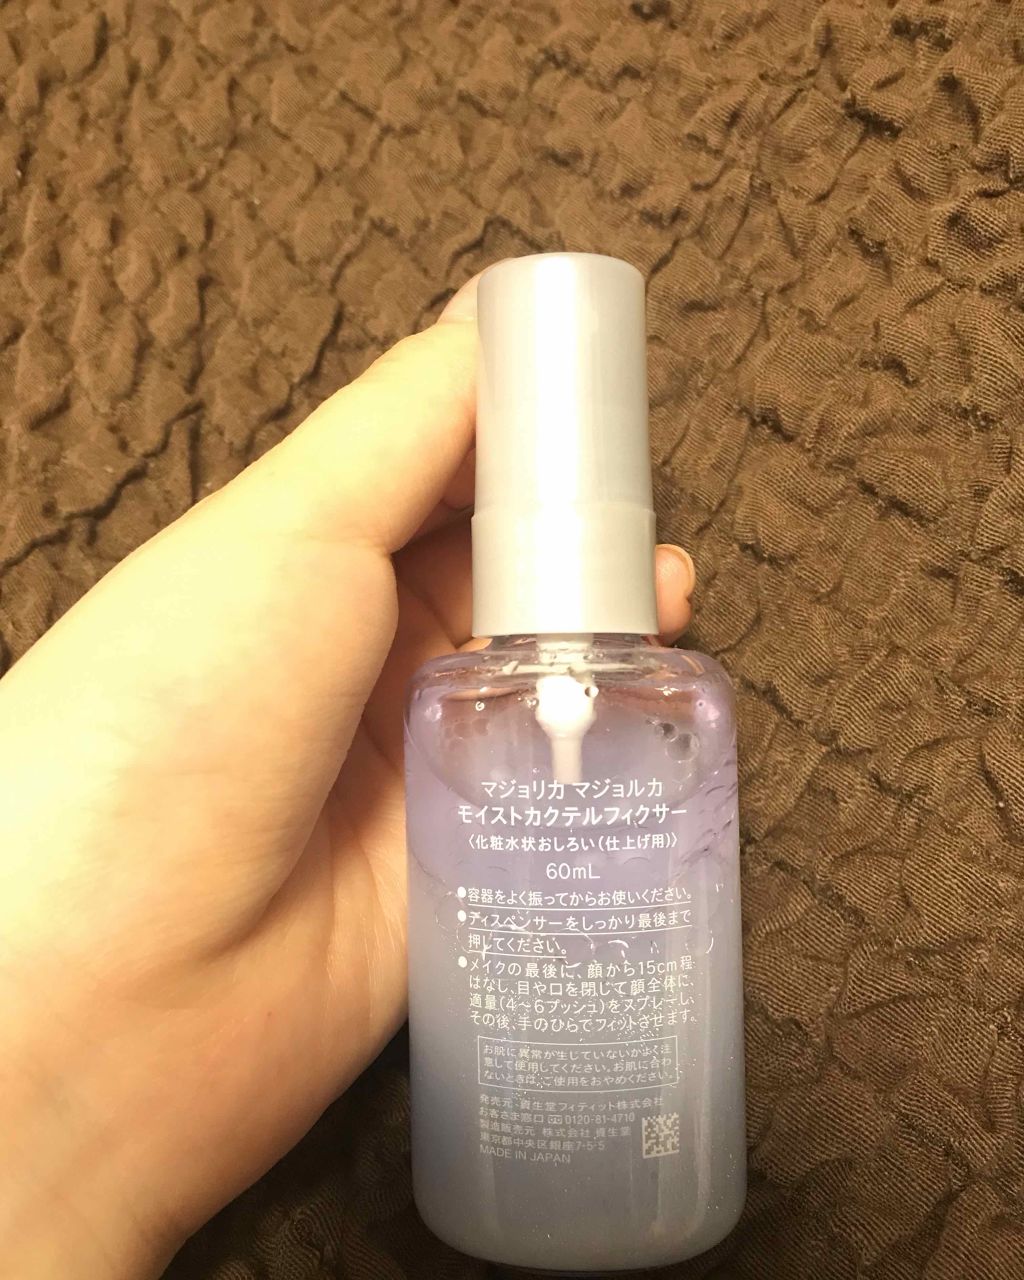 マジョリカ マジョルカ
モイストカクテルフィクサー
〈化粧水状おしろい(仕上げ用)〉
60mL
●容器をよく振ってからお使いください。
●ディスペンサーをしっかり最後まで
押してください。
●メイクの最後に、顔から15cm程
はなし、目や口を閉じて顔全体に、
適量(4〜6プッシュ)をスプレーし、
その後、手のひらでフィットさせます。
お肌に異常が生じていないかよく注
意して使用してください。お肌に合わ
ないときは、ご使用をおやめください。
発売元 資生堂フィティット株式会社
お客さま窓口 0120-81-4710
製造販売元 株式会社 資生堂
東京都中央区銀座7-5-5
MADE IN JAPAN